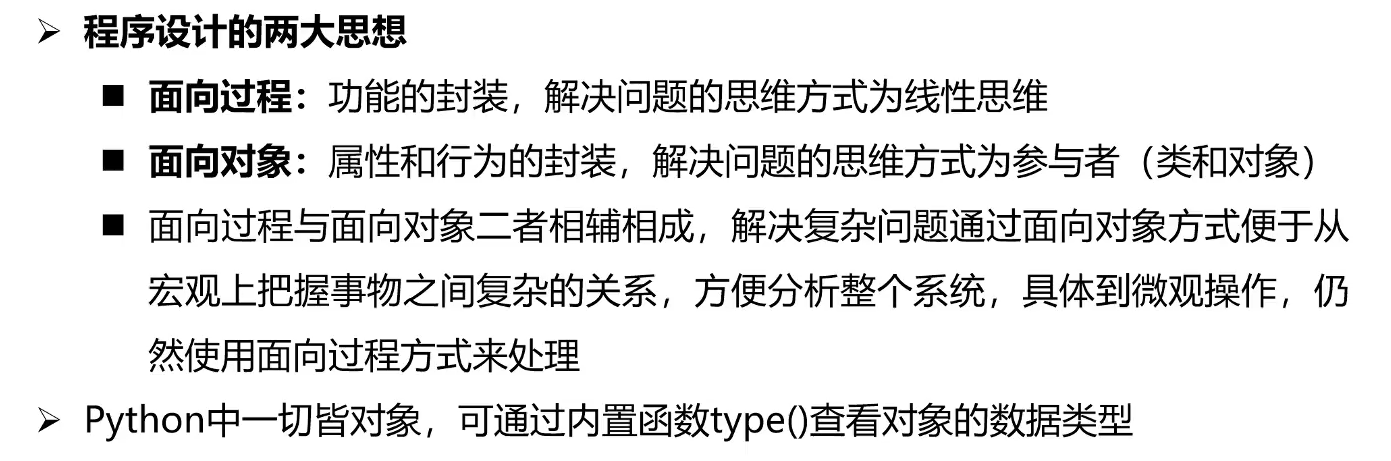 ➢ 程序设计的两大思想
■ 面向过程：功能的封装，解决问题的思维方式为线性思维
■ 面向对象：属性和行为的封装，解决问题的思维方式为参与者（类和对象）
■ 面向过程与面向对象二者相辅相成，解决复杂问题通过面向对象方式便于从
宏观上把握事物之间复杂的关系，方便分析整个系统，具体到微观操作，仍
然使用面向过程方式来处理
➢ Python中一切皆对象，可通过内置函数type()查看对象的数据类型